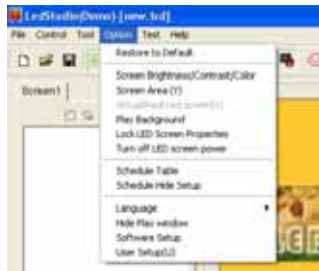 LedStudio(Demo)-[new.lsd]
File Control Tool Option Test Help
Restore to Default
Screen Brightness/Contrast/Color
Screen Area (Y)
Play Background
Lock LED Screen Properties
Turn off LED screen power
Screen1
Schedule Table
Schedule Hide Setup
Language
Hide Play window
Software Setup
User Setup(U)